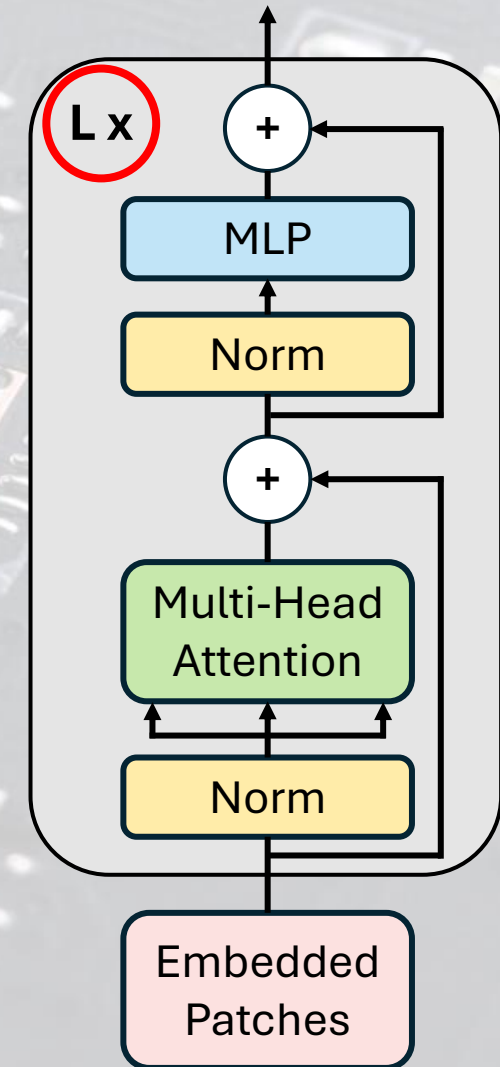 L x
+
MLP
Norm
+
Multi-Head
Attention
Norm
Embedded
Patches